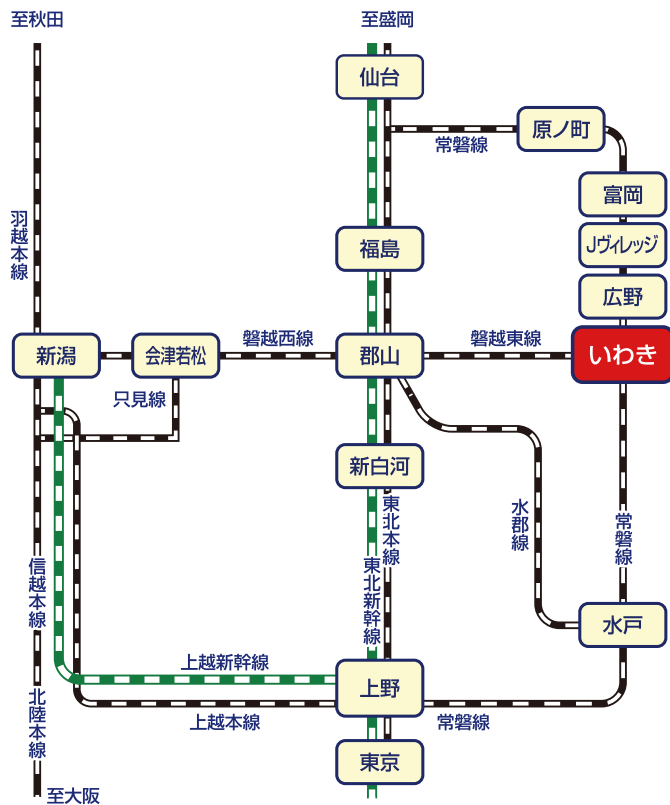 至秋田
至盛岡
仙台
原ノ町
常磐線
富岡
羽越本線
福島
Jヴィレッジ
広野
磐越西線
磐越東線
新潟
会津若松
郡山
いわき
只見線
新白河
東北本線
水郡線
常磐線
信越本線
東北新幹線
水戸
上越新幹線
上野
北陸本線
上越本線
常磐線
東京
至大阪